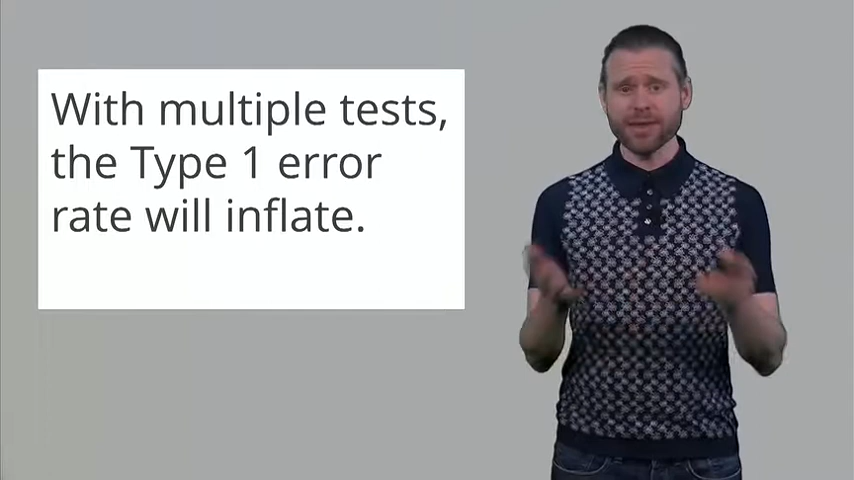 With multiple tests,
the Type 1 error
rate will inflate.